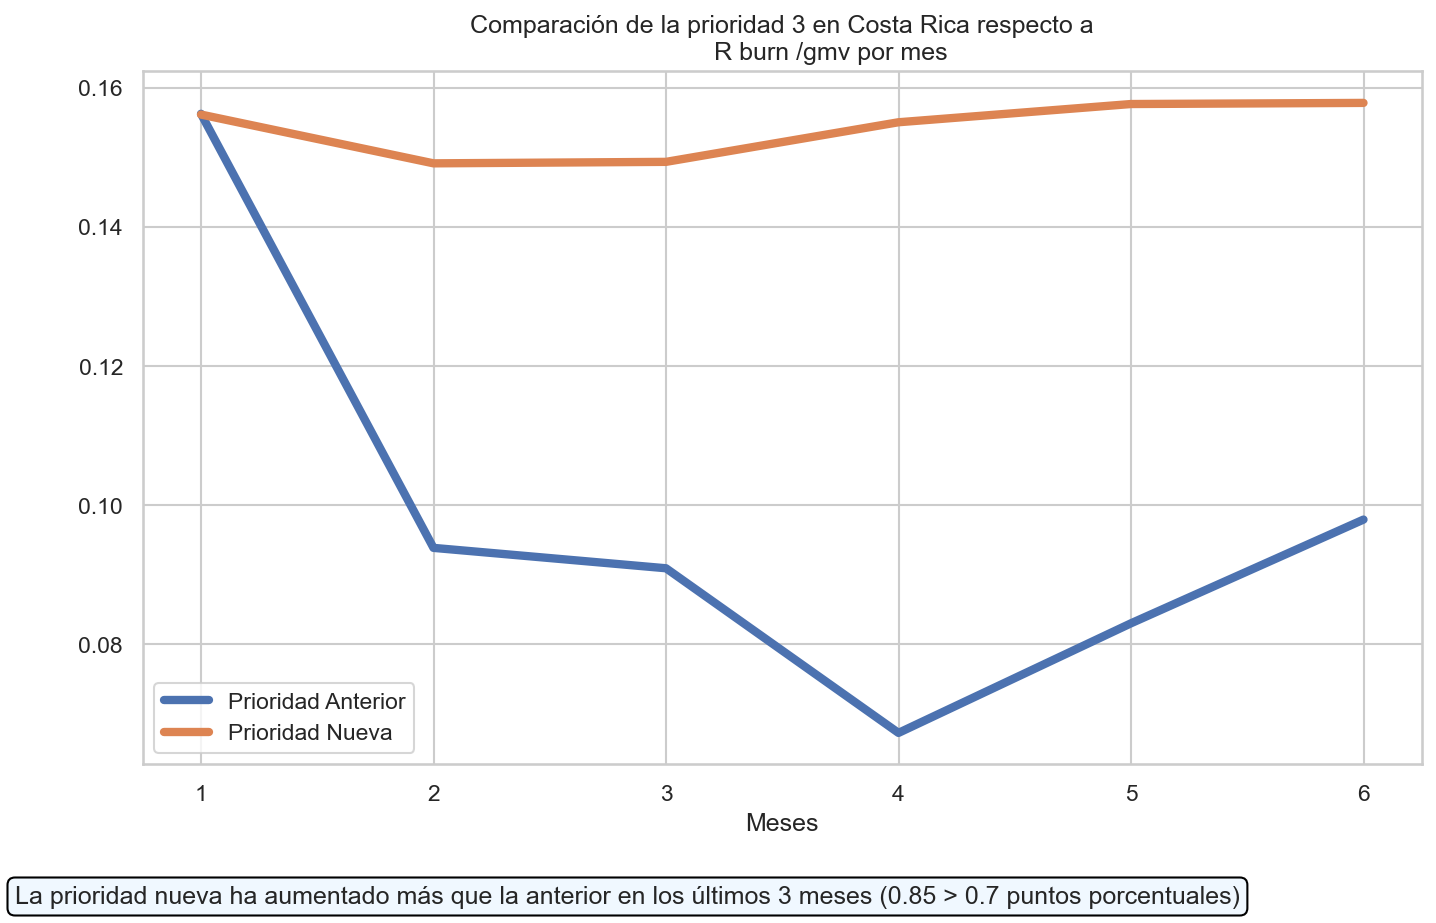 Comparación de la prioridad 3 en Costa Rica respecto a
R burn /gmv por mes
0.16
0.14
0.12
0.10
0.08
Prioridad Anterior
Prioridad Nueva
1 2 3 4 5 6
Meses
La prioridad nueva ha aumentado más que la anterior en los últimos 3 meses (0.85 > 0.7 puntos porcentuales)